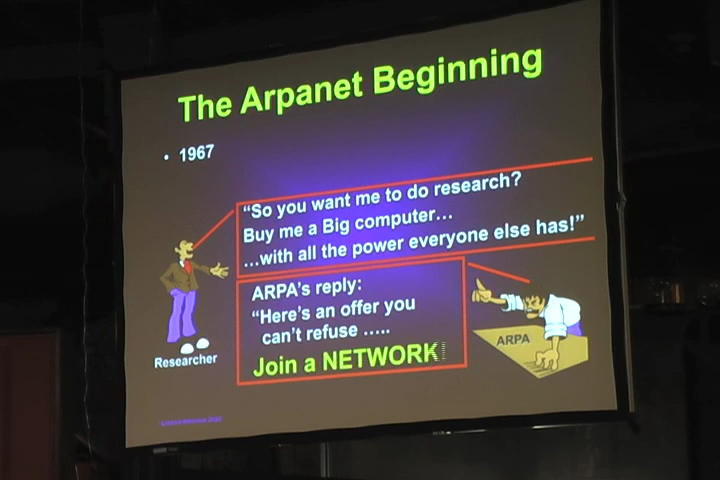 The Arpanet Beginning
• 1967
“So you want me to do research?
Buy me a Big computer…
…with all the power everyone else has!”
ARPA's reply:
“Here's an offer you
can't refuse …..
Join a NETWORK
Researcher
ARPA